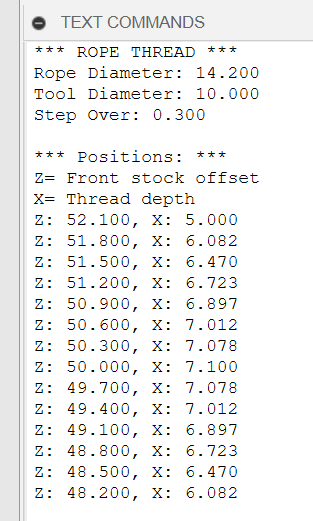 TEXT COMMANDS
*** ROPE THREAD ***
Rope Diameter: 14.200
Tool Diameter: 10.000
Step Over: 0.300

*** Positions: ***
Z= Front stock offset
X= Thread depth
Z: 52.100, X: 5.000
Z: 51.800, X: 6.082
Z: 51.500, X: 6.470
Z: 51.200, X: 6.723
Z: 50.900, X: 6.897
Z: 50.600, X: 7.012
Z: 50.300, X: 7.078
Z: 50.000, X: 7.100
Z: 49.700, X: 7.078
Z: 49.400, X: 7.012
Z: 49.100, X: 6.897
Z: 48.800, X: 6.723
Z: 48.500, X: 6.470
Z: 48.200, X: 6.082